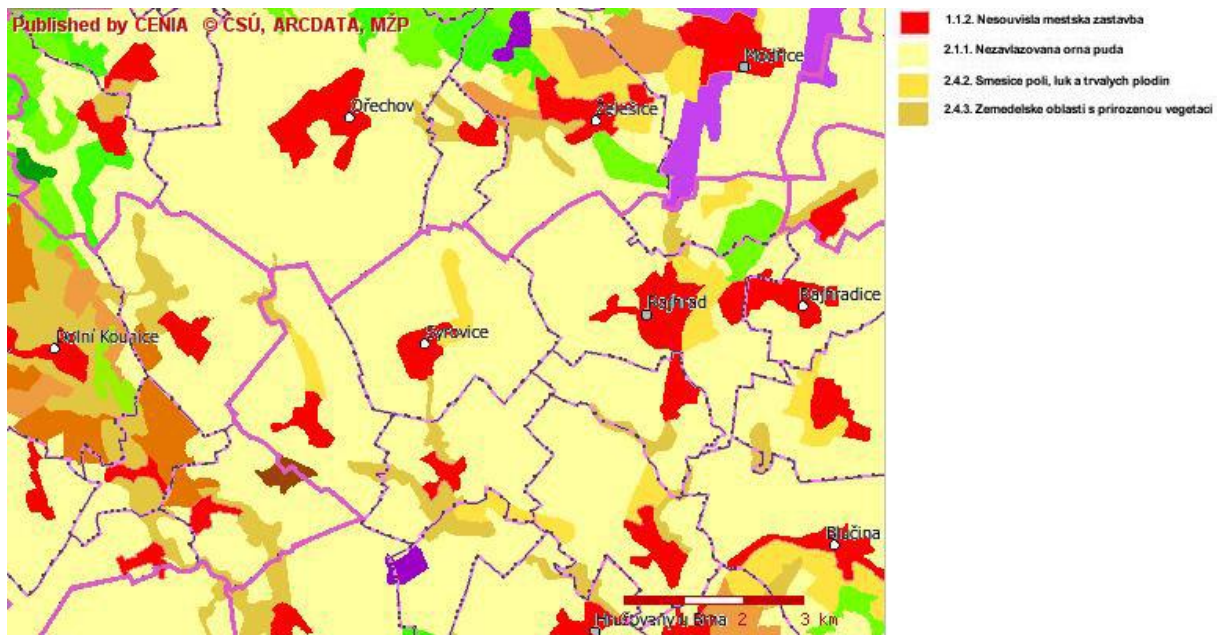 Published by CENIA © ČSÚ, ARCDATA, MŽP
1.1.2. Nesouvisla mestska zastavba
2.1.1. Nezavlazovana orna puda
2.4.2. Smesice poli, luk a trvalych plodin
2.4.3. Zemedelske oblasti s prirozenou vegetaci
Modřice
Ořechov
Želešice
Rajhrad
Rajhradice
Dolní Kounice
Syrovice
Blučina
Hrušovany u Brna
2
3 km